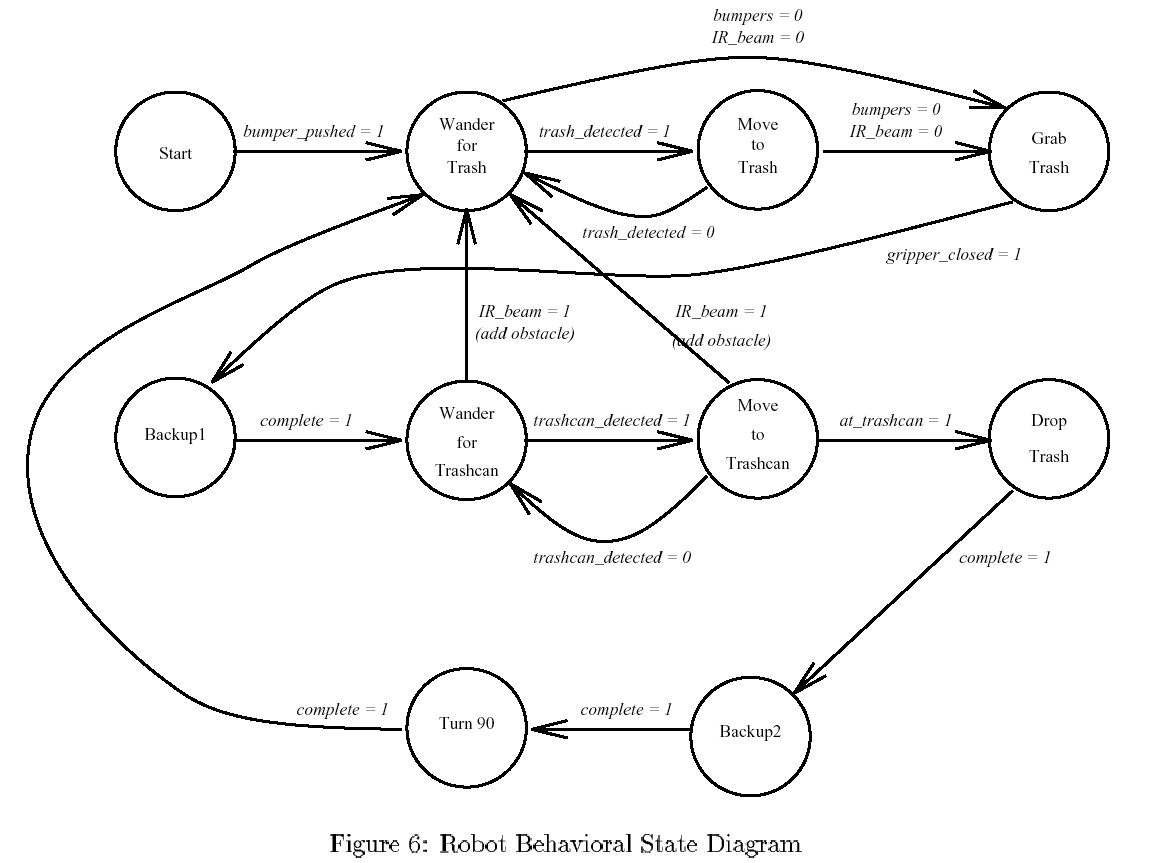 bumpers = 0
IR_beam = 0
Start
bumper_pushed = 1
Wander
for
Trash
trash_detected = 1
Move
to
Trash
bumpers = 0
IR_beam = 0
Grab
Trash
trash_detected = 0
gripper_closed = 1
IR_beam = 1
(add obstacle)
IR_beam = 1
(add obstacle)
Backup1
complete = 1
Wander
for
Trashcan
trashcan_detected = 1
Move
to
Trashcan
at_trashcan = 1
Drop
Trash
trashcan_detected = 0
complete = 1
complete = 1
Turn 90
complete = 1
Backup2
Figure 6: Robot Behavioral State Diagram